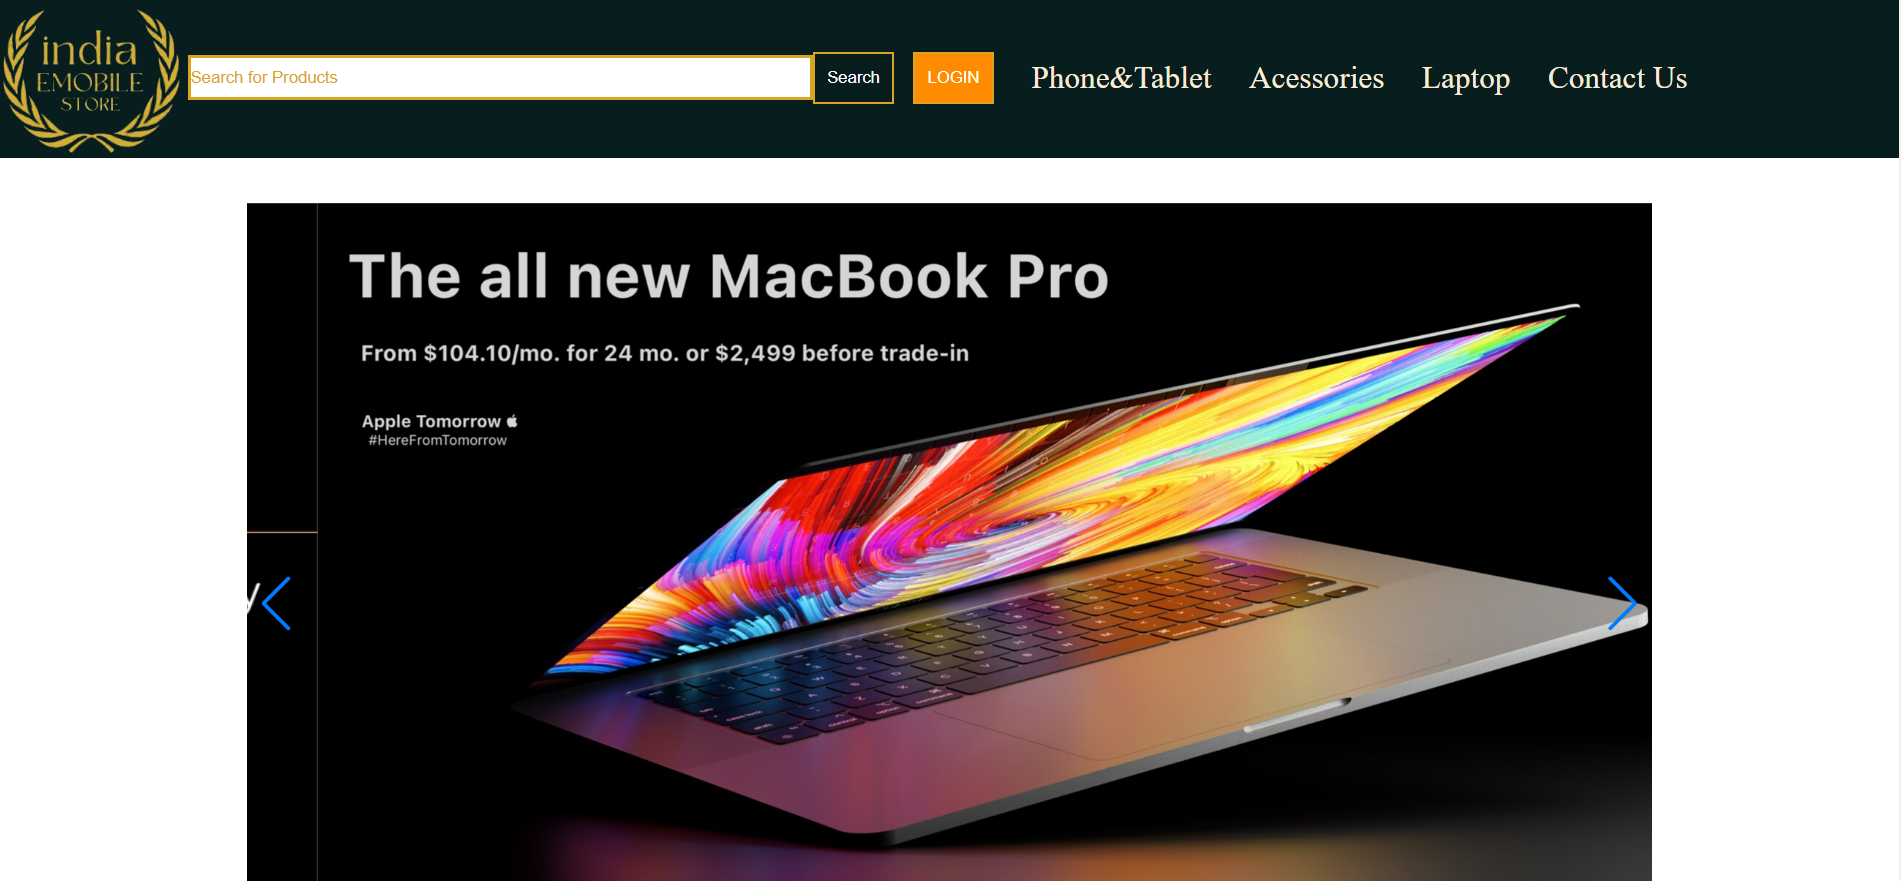 india
EMOBILE
STORE
Search for Products
Search
LOGIN
Phone&Tablet
Acessories
Laptop
Contact Us
The all new MacBook Pro
From $104.10/mo. for 24 mo. or $2,499 before trade-in
Apple Tomorrow
#HereFromTomorrow